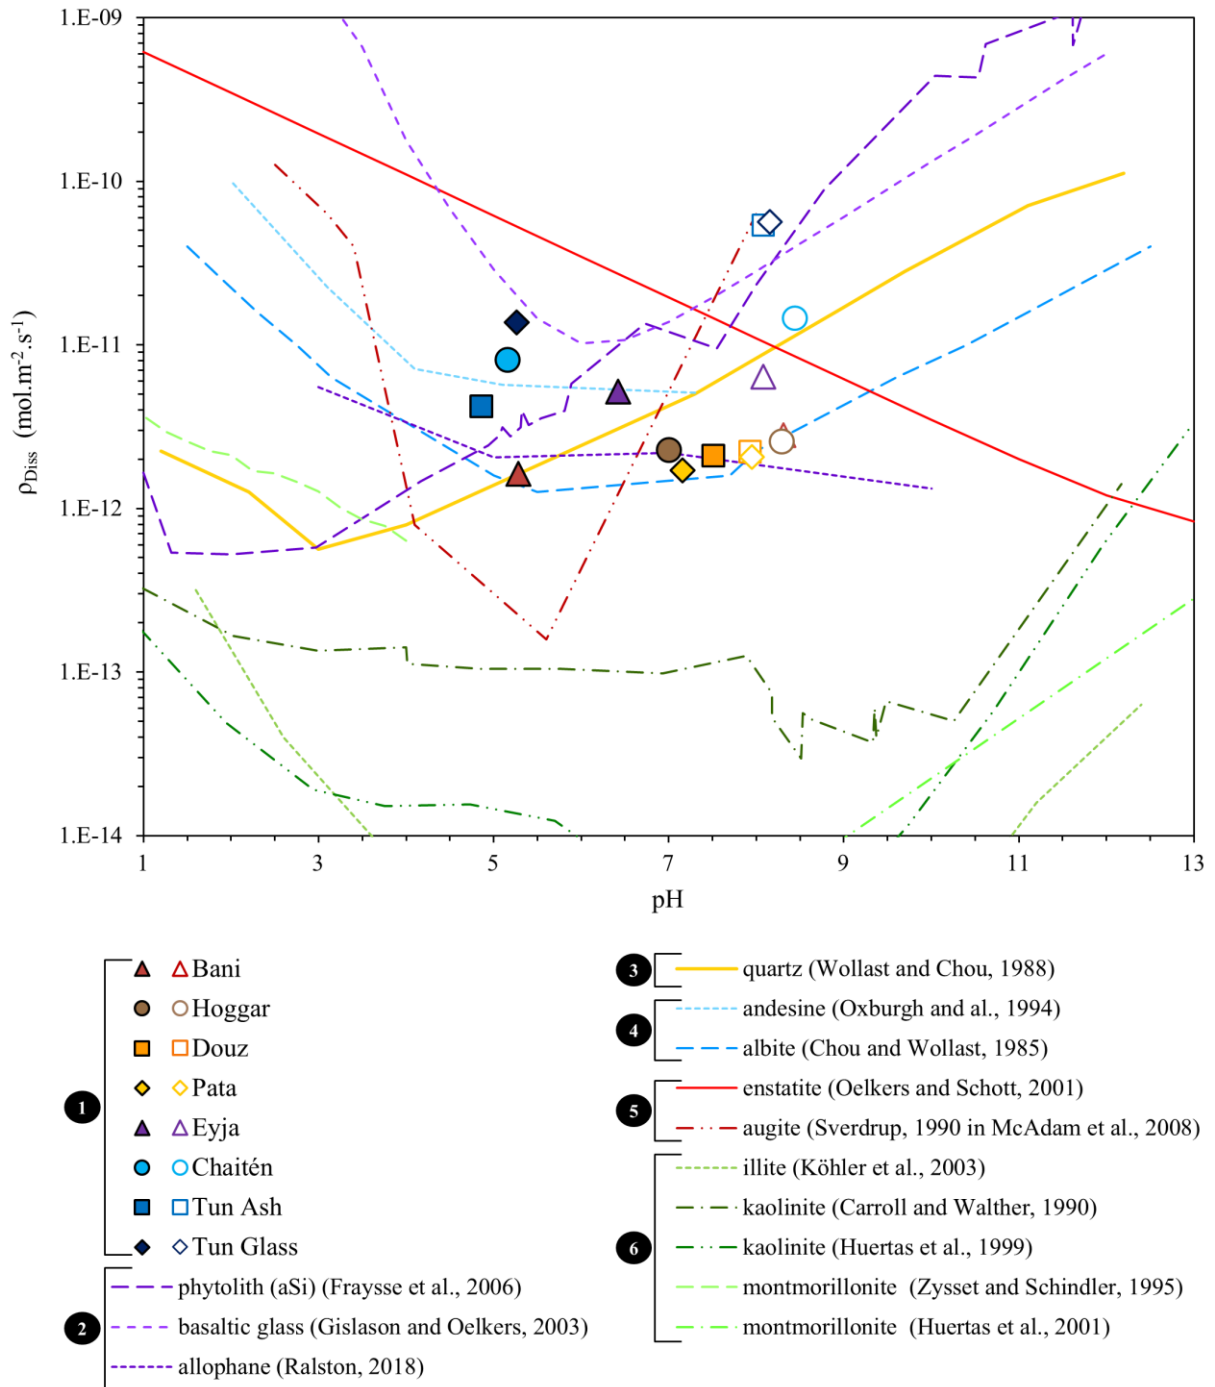 1.E-09
1.E-10
1.E-11
1.E-12
1.E-13
1.E-14
ρDiss (mol.m⁻².s⁻¹)
1 3 5 7 9 11 13
pH
1
Bani
Hoggar
Douz
Pata
Eyja
Chaitén
Tun Ash
Tun Glass
2
phytolith (aSi) (Fraysse et al., 2006)
basaltic glass (Gislason and Oelkers, 2003)
allophane (Ralston, 2018)
3
quartz (Wollast and Chou, 1988)
4
andesine (Oxburgh and al., 1994)
albite (Chou and Wollast, 1985)
5
enstatite (Oelkers and Schott, 2001)
augite (Sverdrup, 1990 in McAdam et al., 2008)
6
illite (Köhler et al., 2003)
kaolinite (Carroll and Walther, 1990)
kaolinite (Huertas et al., 1999)
montmorillonite (Zysset and Schindler, 1995)
montmorillonite (Huertas et al., 2001)